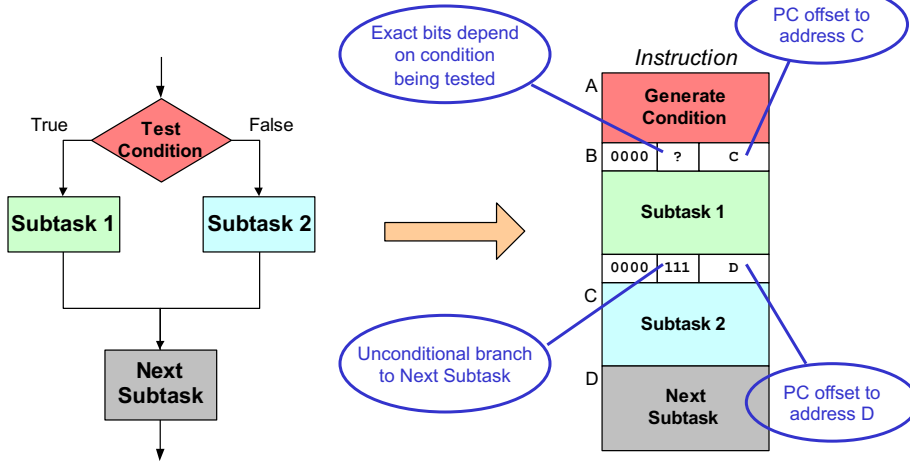 Exact bits depend
on condition
being tested
PC offset to
address C
Instruction
True
False
Test
Condition
Subtask 1
Subtask 2
Next
Subtask
A
Generate
Condition
B
0000 ? C
Subtask 1
0000 111 D
C
Subtask 2
Unconditional branch
to Next Subtask
D
Next
Subtask
PC offset to
address D